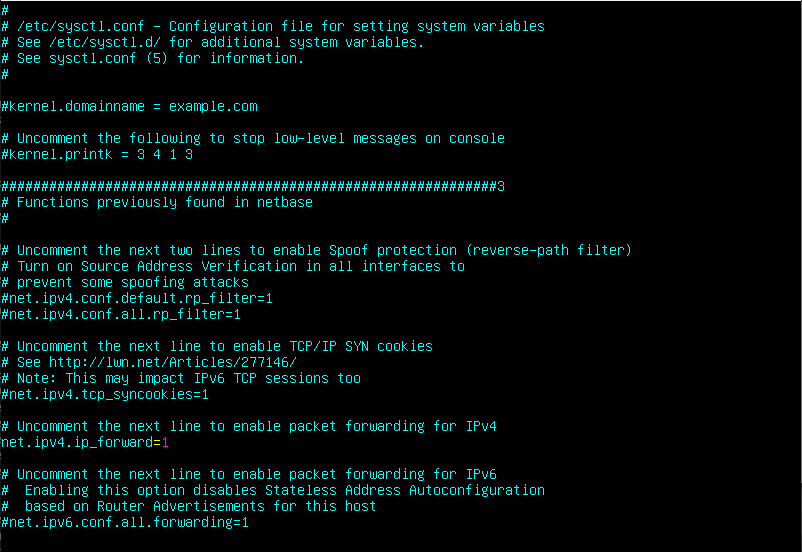 #
# /etc/sysctl.conf - Configuration file for setting system variables
# See /etc/sysctl.d/ for additional system variables.
# See sysctl.conf (5) for information.
#
#kernel.domainname = example.com
# Uncomment the following to stop low-level messages on console
#kernel.printk = 3 4 1 3
##############################################################3
# Functions previously found in netbase
#
# Uncomment the next two lines to enable Spoof protection (reverse-path filter)
# Turn on Source Address Verification in all interfaces to
# prevent some spoofing attacks
#net.ipv4.conf.default.rp_filter=1
#net.ipv4.conf.all.rp_filter=1
# Uncomment the next line to enable TCP/IP SYN cookies
# See http://lwn.net/Articles/277146/
# Note: This may impact IPv6 TCP sessions too
#net.ipv4.tcp_syncookies=1
# Uncomment the next line to enable packet forwarding for IPv4
net.ipv4.ip_forward=1
# Uncomment the next line to enable packet forwarding for IPv6
#  Enabling this option disables Stateless Address Autoconfiguration
#  based on Router Advertisements for this host
#net.ipv6.conf.all.forwarding=1